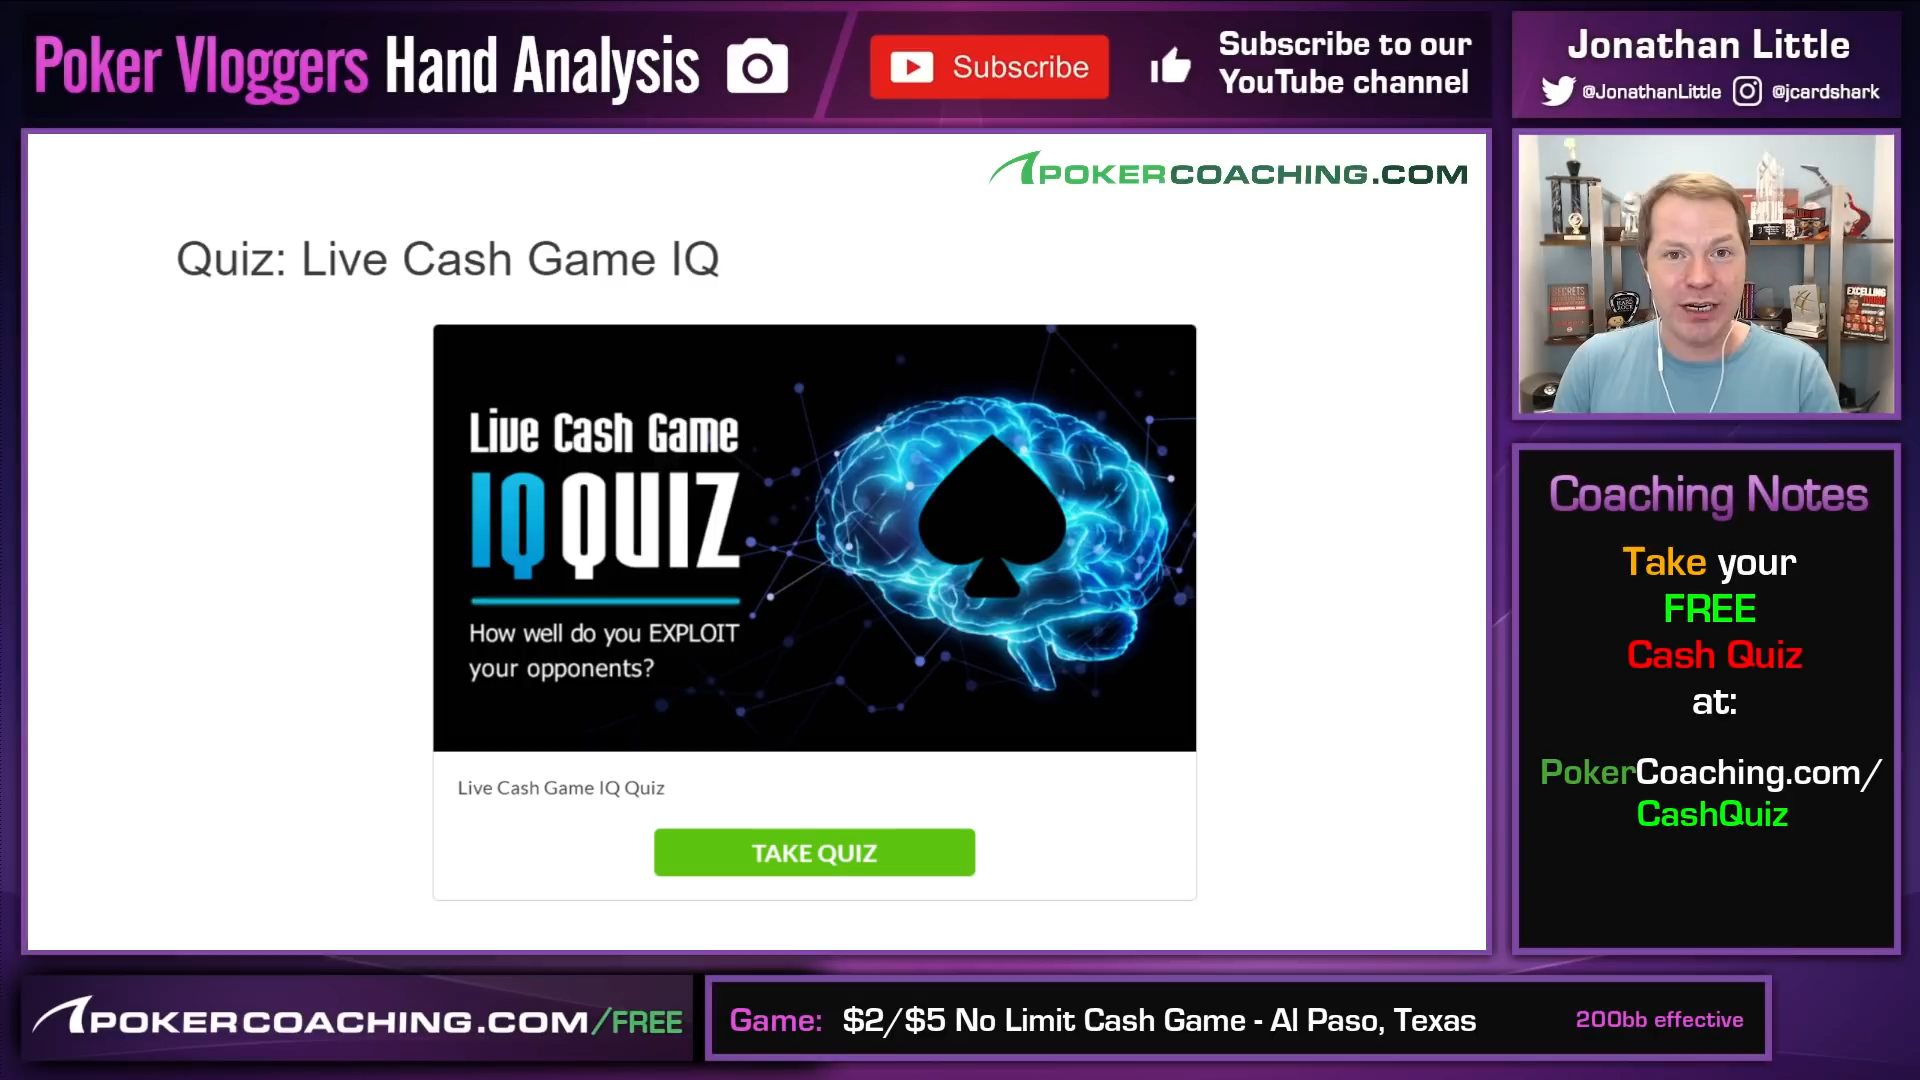 Poker Vloggers Hand Analysis
Subscribe
Subscribe to our
YouTube channel
Jonathan Little
@JonathanLittle @jcardshark
POKERCOACHING.COM
Quiz: Live Cash Game IQ
Live Cash Game
IQ QUIZ
How well do you EXPLOIT
your opponents?
Live Cash Game IQ Quiz
TAKE QUIZ
SECRETS
EXCELLING
Coaching Notes
Take your
FREE
Cash Quiz
at:
PokerCoaching.com/
CashQuiz
POKERCOACHING.COM/FREE
Game: $2/$5 No Limit Cash Game - Al Paso, Texas
200bb effective